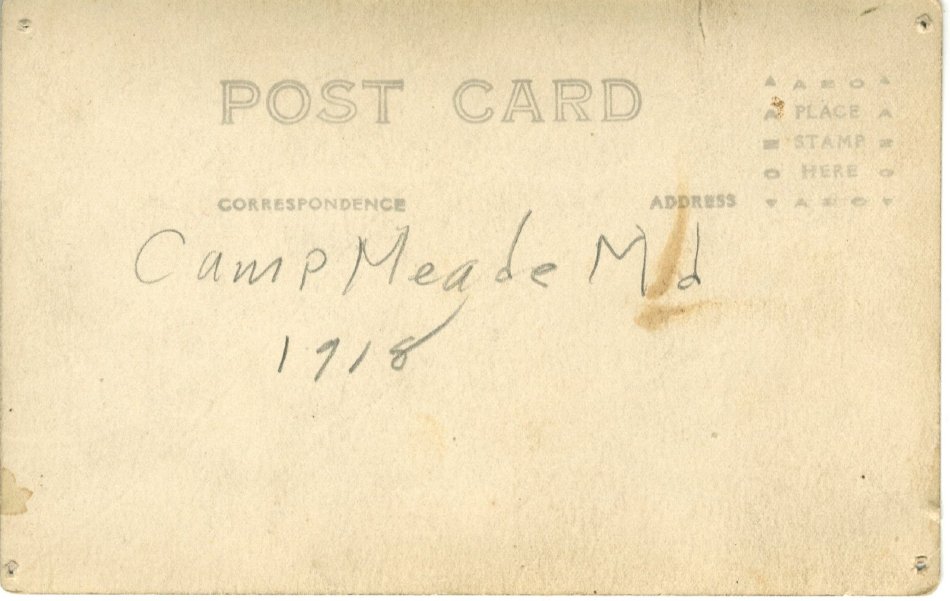 POST CARD
▲ A Z O ▲
A PLACE A
Z STAMP Z
O HERE O
▼ A Z O ▼
CORRESPONDENCE ADDRESS
Camp Meade Md
1918